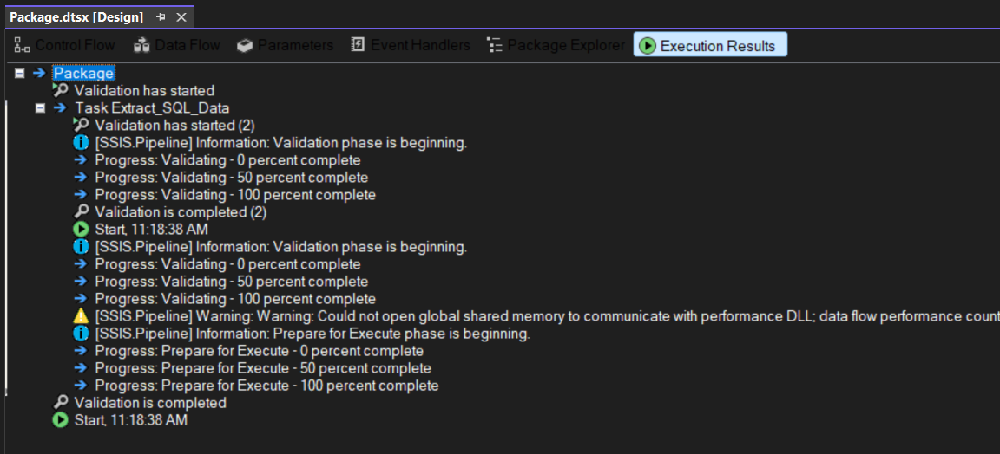 Package.dtsx [Design]
Control Flow Data Flow Parameters Event Handlers Package Explorer Execution Results
Package
Validation has started
Task Extract_SQL_Data
Validation has started (2)
[SSIS.Pipeline] Information: Validation phase is beginning.
Progress: Validating - 0 percent complete
Progress: Validating - 50 percent complete
Progress: Validating - 100 percent complete
Validation is completed (2)
Start, 11:18:38 AM
[SSIS.Pipeline] Information: Validation phase is beginning.
Progress: Validating - 0 percent complete
Progress: Validating - 50 percent complete
Progress: Validating - 100 percent complete
[SSIS.Pipeline] Warning: Warning: Could not open global shared memory to communicate with performance DLL; data flow performance count
[SSIS.Pipeline] Information: Prepare for Execute phase is beginning.
Progress: Prepare for Execute - 0 percent complete
Progress: Prepare for Execute - 50 percent complete
Progress: Prepare for Execute - 100 percent complete
Validation is completed
Start, 11:18:38 AM